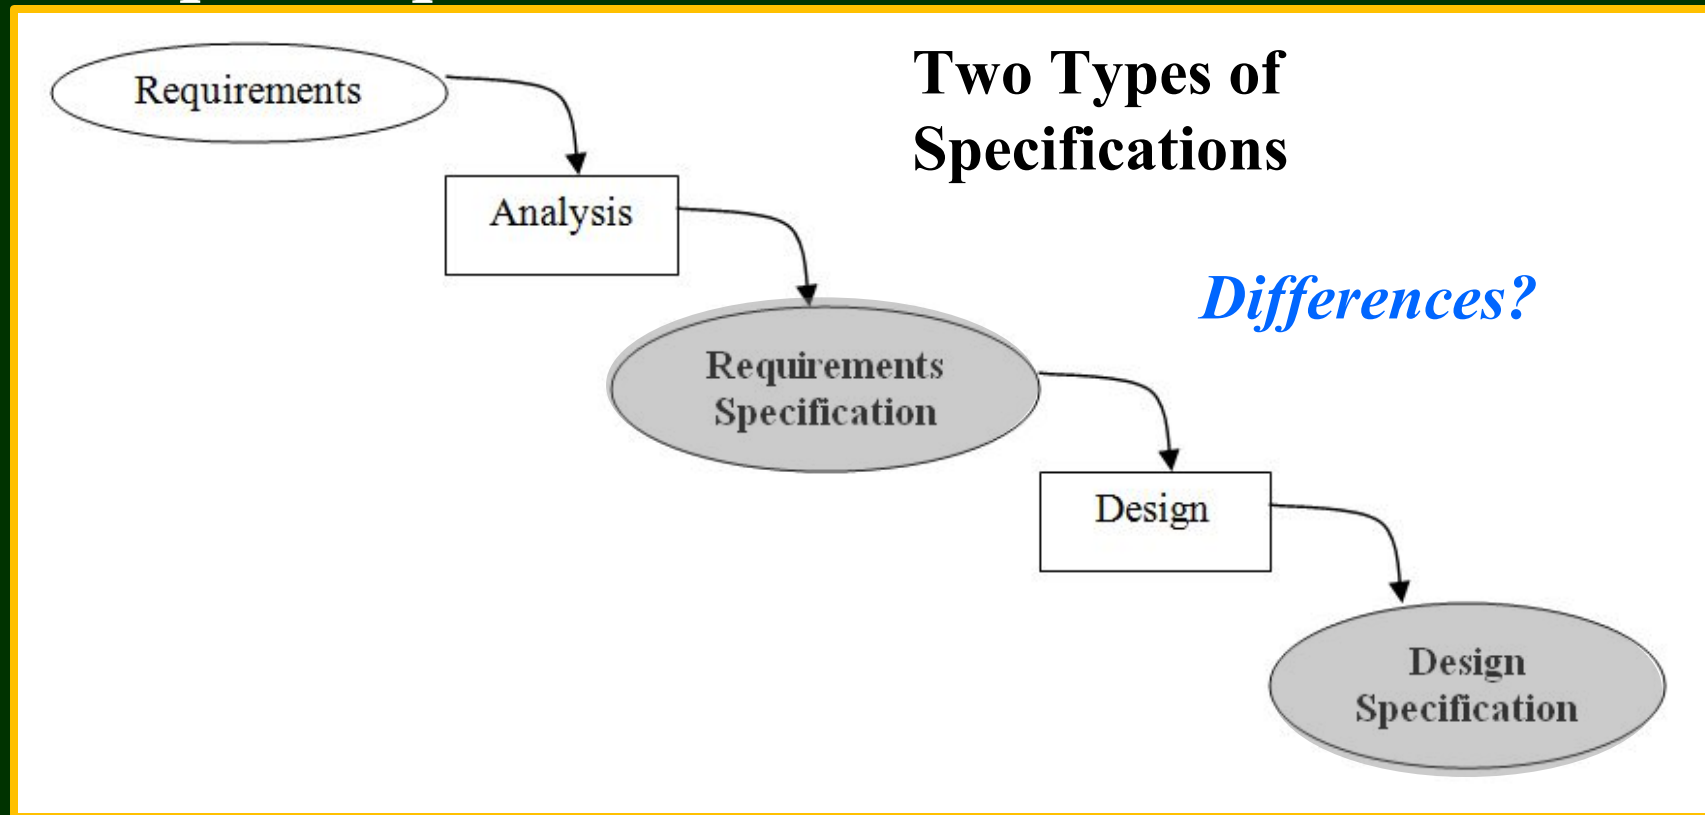 Requirements
Two Types of
Specifications
Analysis
Differences?
Requirements
Specification
Design
Design
Specification